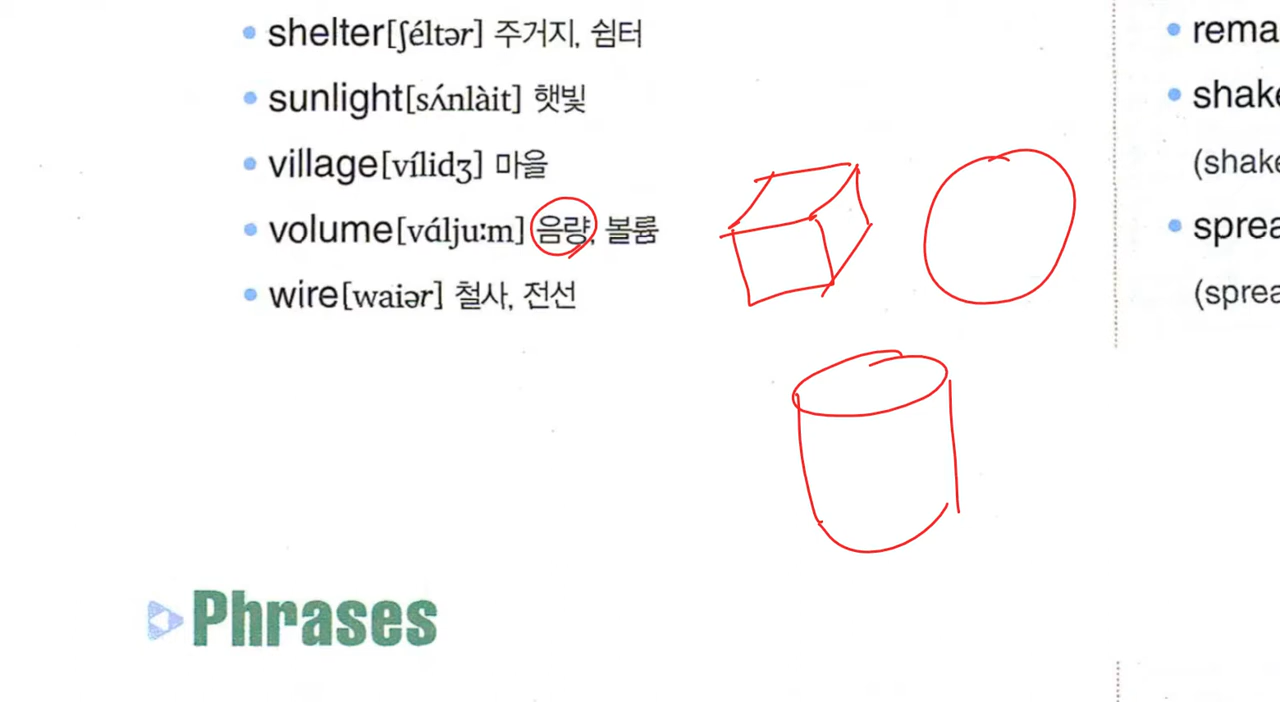 • shelter[ʃéltər] 주거지, 쉼터
• sunlight[sʌ́nlàit] 햇빛
• village[vílidʒ] 마을
• volume[válju:m] 음량, 볼륨
• wire[waiər] 철사, 전선
Phrases
• rema
• shake
(shake
• sprea
(sprea